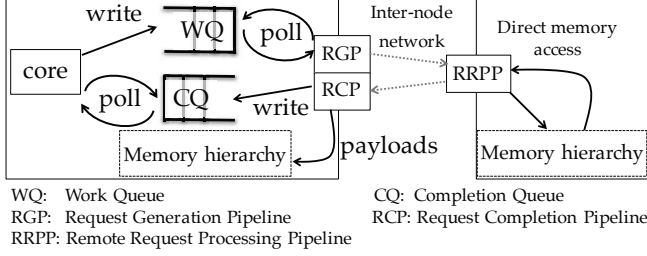 write
WQ
poll
Inter-node
network
Direct memory
access
core
RGP
RRPP
poll
CQ
write
RCP
Memory hierarchy
payloads
Memory hierarchy
WQ: Work Queue
CQ: Completion Queue
RGP: Request Generation Pipeline
RCP: Request Completion Pipeline
RRPP: Remote Request Processing Pipeline